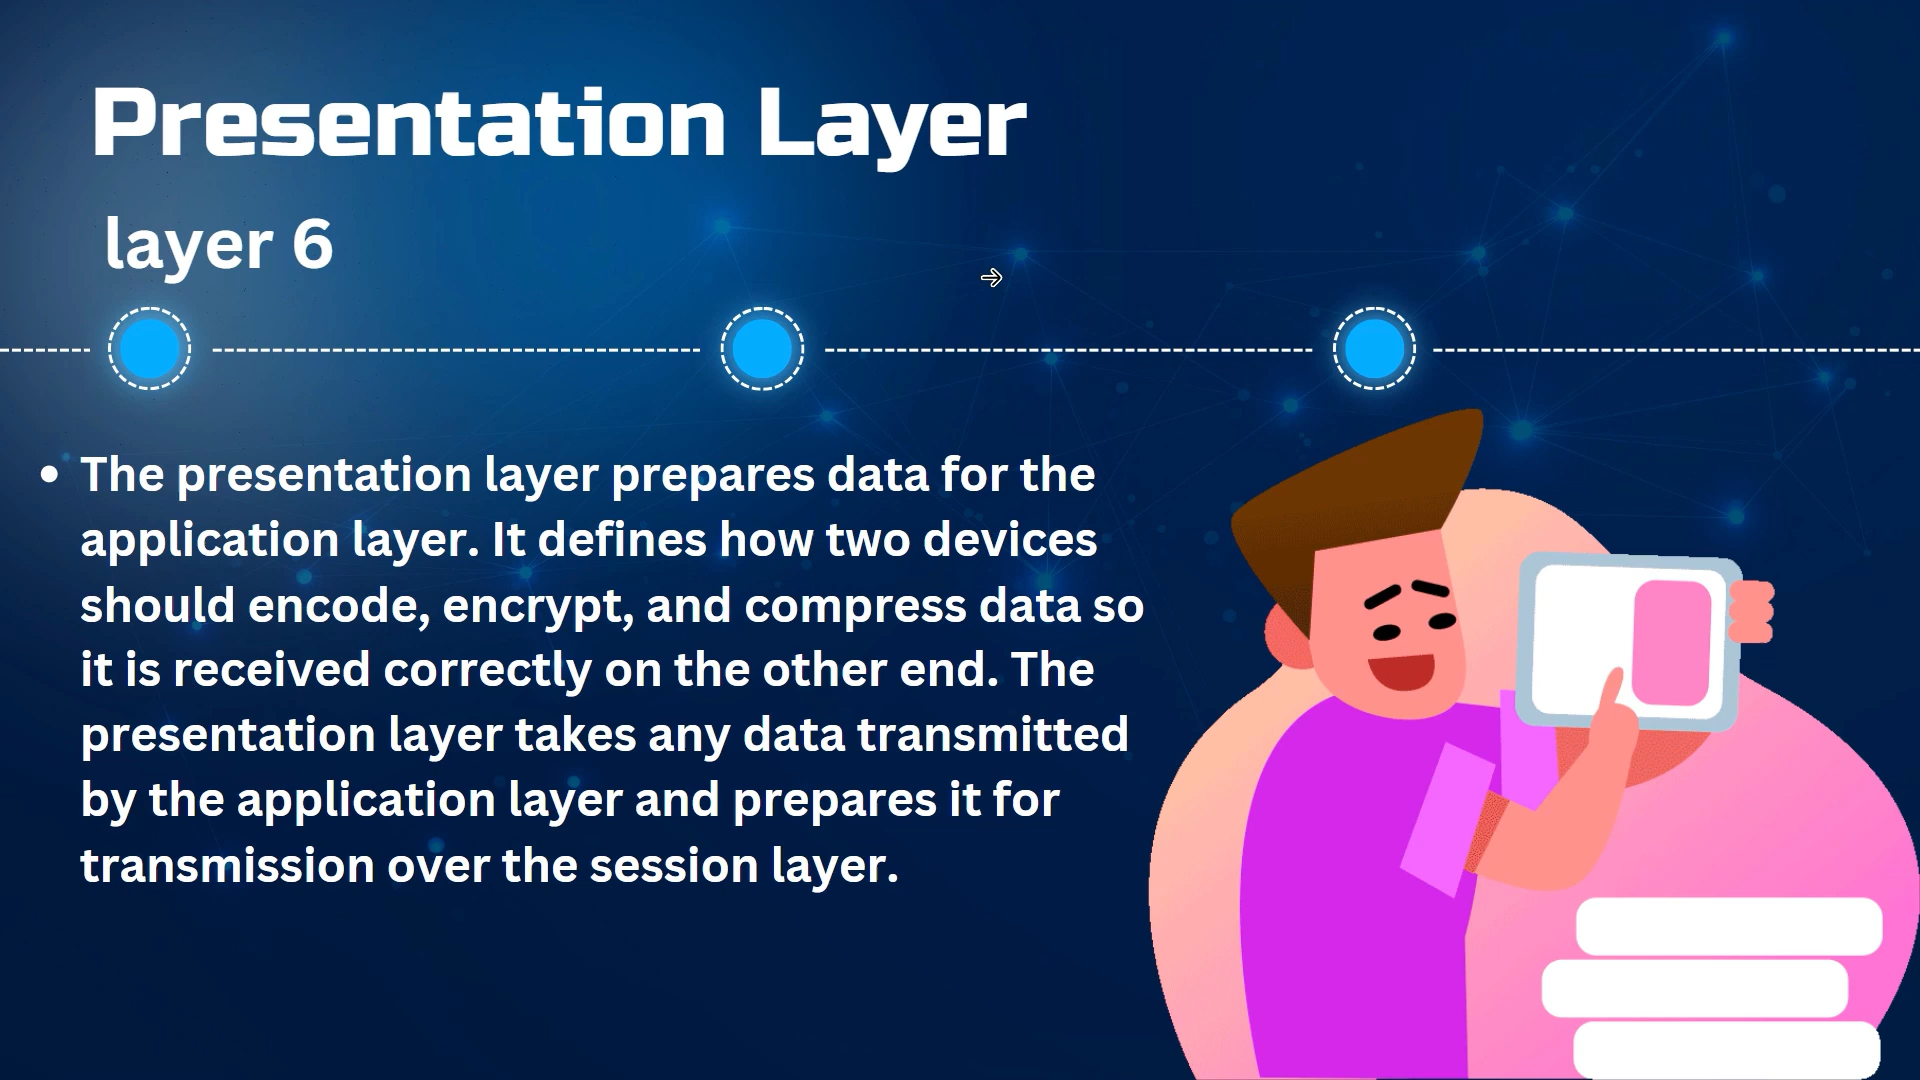 Presentation Layer
layer 6
• The presentation layer prepares data for the
application layer. It defines how two devices
should encode, encrypt, and compress data so
it is received correctly on the other end. The
presentation layer takes any data transmitted
by the application layer and prepares it for
transmission over the session layer.